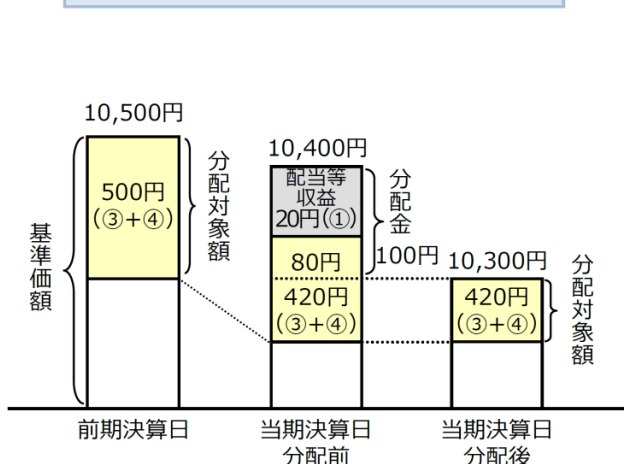 10,500円
500円
(③+④)
分配対象額
基準価額
10,400円
配当等
収益
20円(①)
80円
420円
(③+④)
分配金
100円
10,300円
420円
(③+④)
分配対象額
前期決算日
当期決算日
分配前
当期決算日
分配後